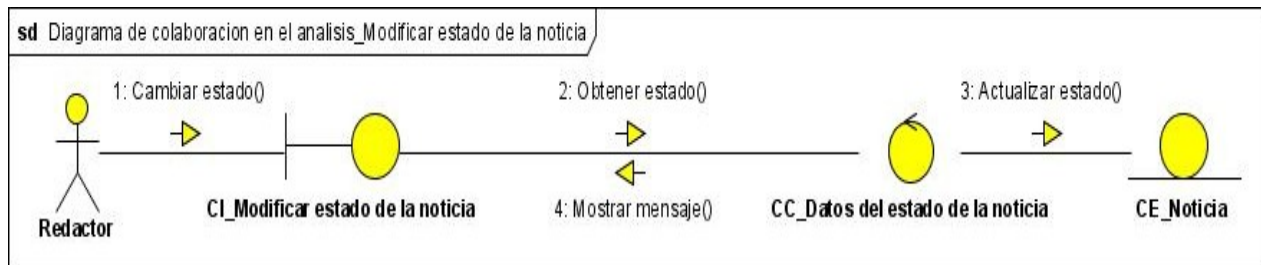 sd Diagrama de colaboracion en el analisis_Modificar estado de la noticia
1: Cambiar estado()
2: Obtener estado()
3: Actualizar estado()
4: Mostrar mensaje()
Redactor
CI_Modificar estado de la noticia
CC_Datos del estado de la noticia
CE_Noticia